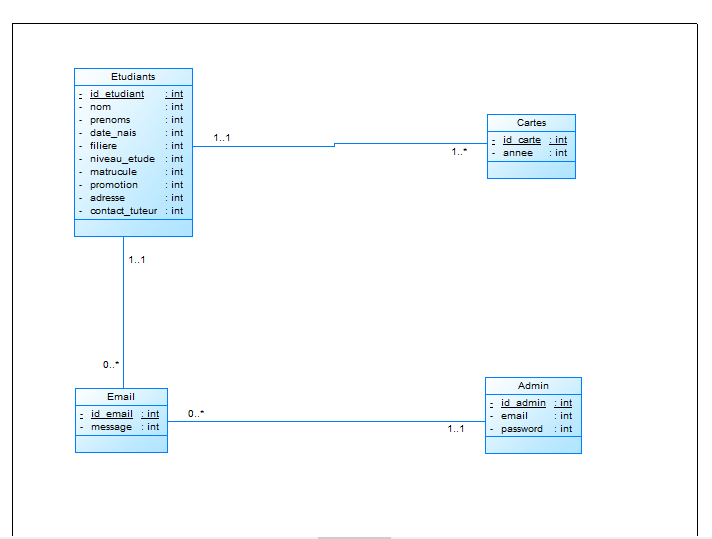 Etudiants
- id_etudiant : int
- nom : int
- prenoms : int
- date_nais : int
- filiere : int
- niveau_etude : int
- matrucule : int
- promotion : int
- adresse : int
- contact_tuteur : int
1..1
1..*
Cartes
- id_carte : int
- annee : int
1..1
0..*
Email
- id_email : int
- message : int
0..*
1..1
Admin
- id_admin : int
- email : int
- password : int